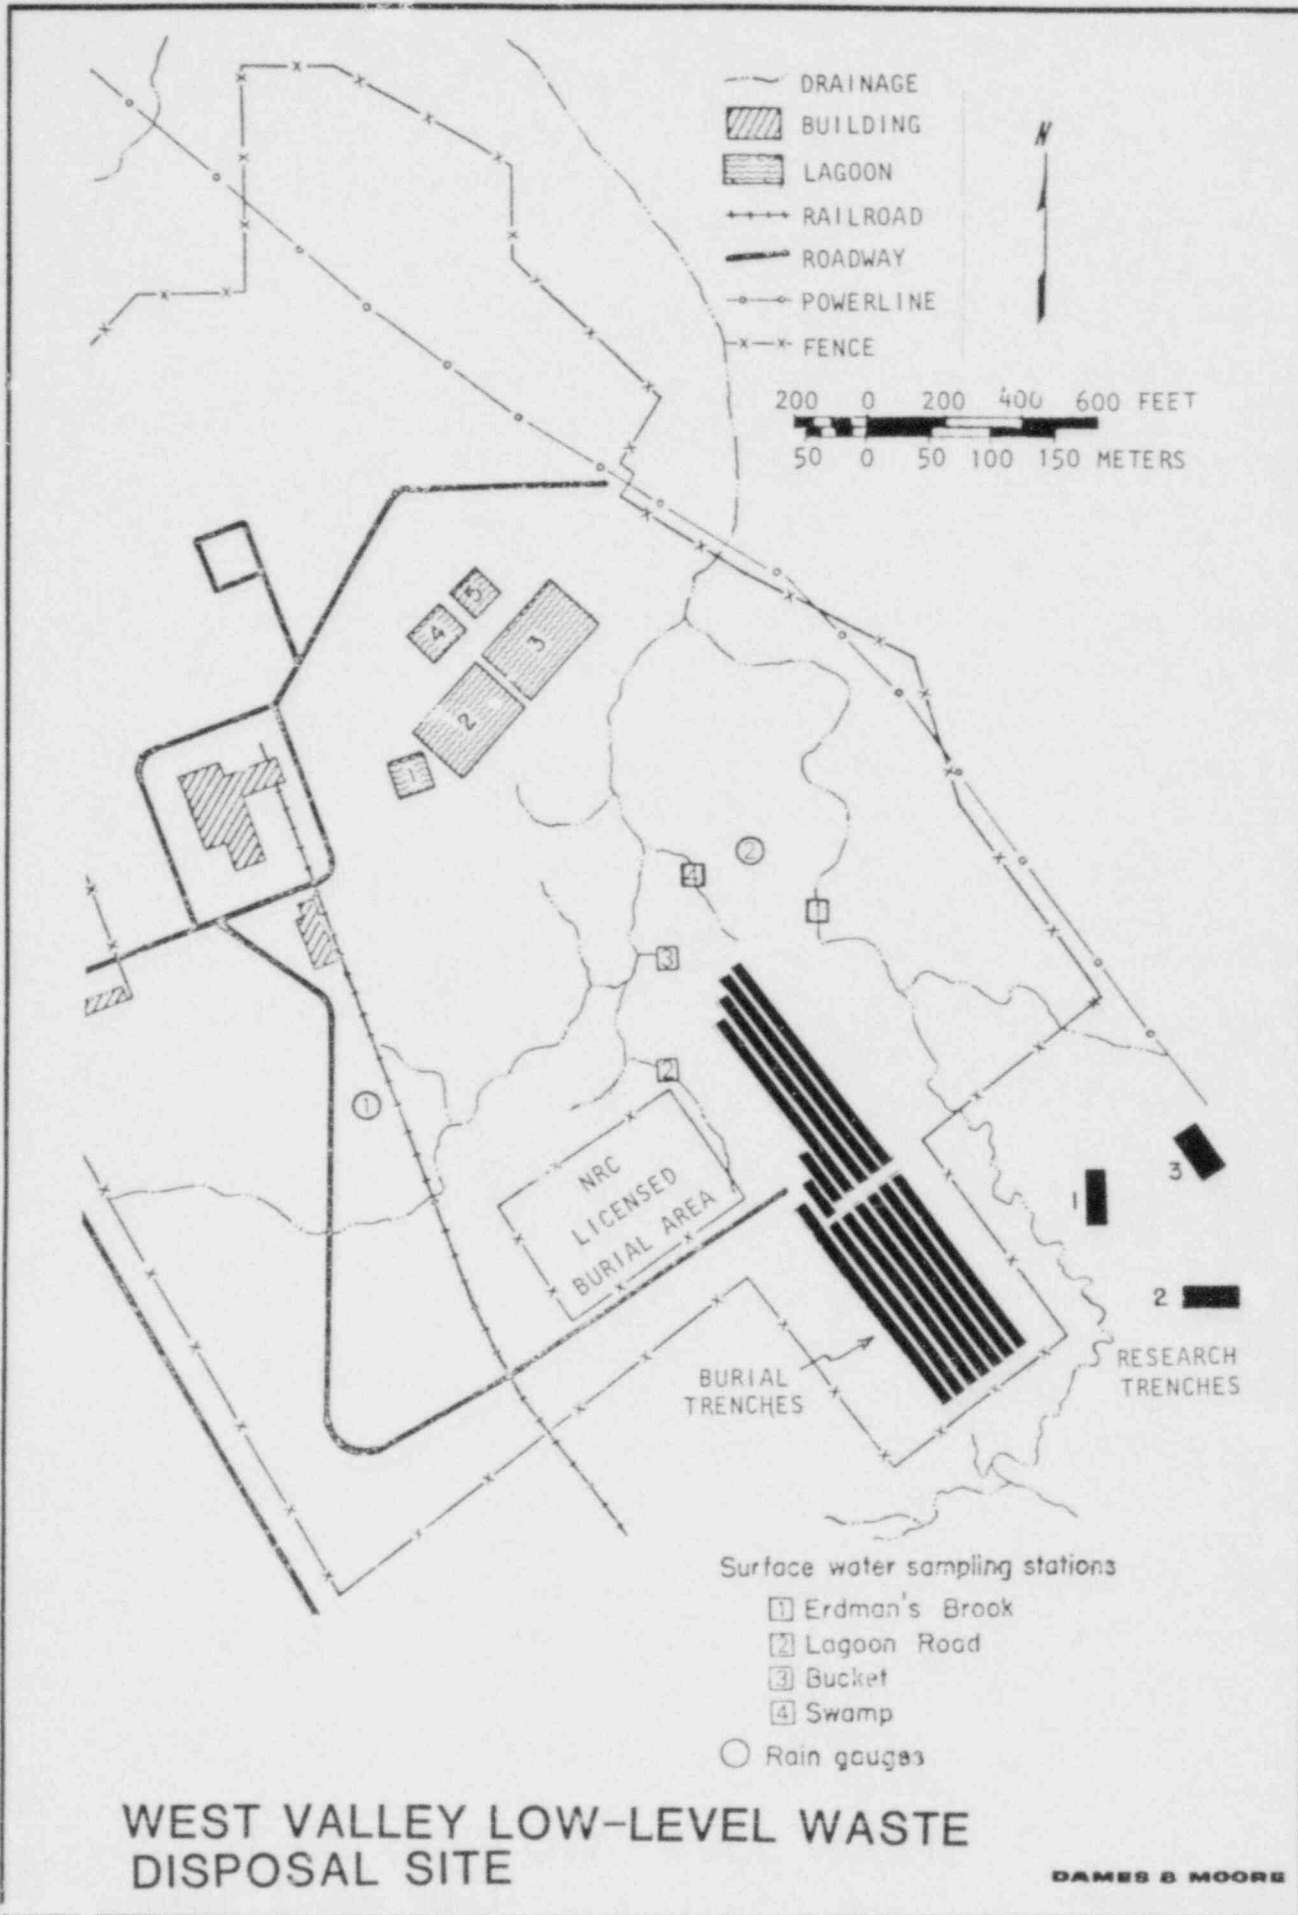 DRAINAGE
BUILDING
LAGOON
RAILROAD
ROADWAY
POWERLINE
FENCE
N
200 0 200 400 600 FEET
50 0 50 100 150 METERS
5
4
3
2
1
2
4
1
3
2
1
NRC
LICENSED
BURIAL AREA
3
1
2
RESEARCH
TRENCHES
BURIAL
TRENCHES
Surface water sampling stations
1 Erdman's Brook
2 Lagoon Road
3 Bucket
4 Swamp
Rain gauges
WEST VALLEY LOW-LEVEL WASTE
DISPOSAL SITE
DAMES & MOORE